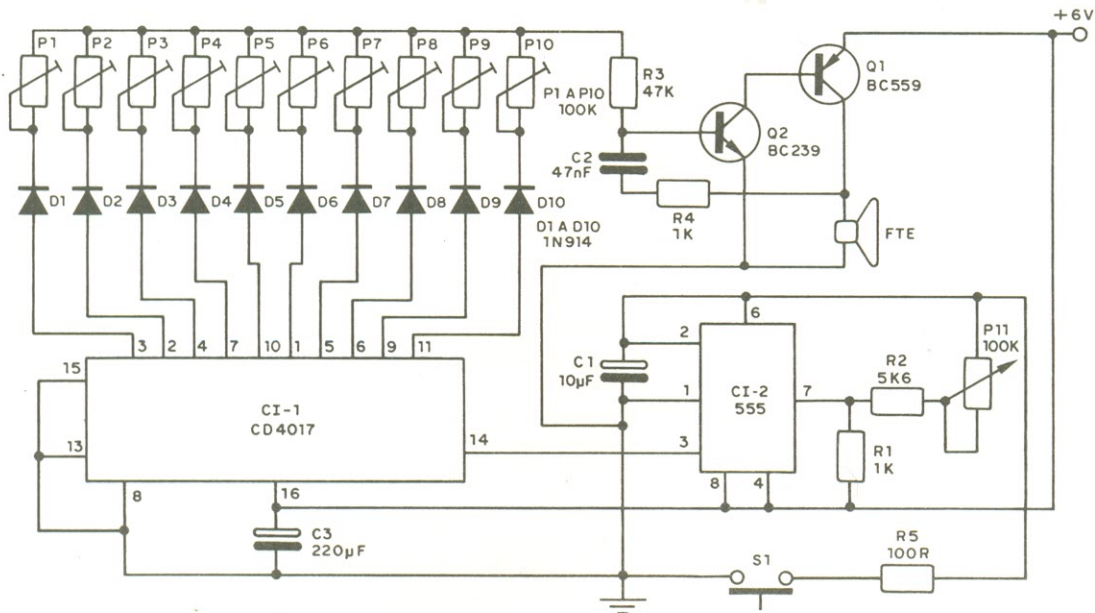 +6V
P1 P2 P3 P4 P5 P6 P7 P8 P9 P10
P1 A P10
100K
R3
47K
Q1
BC559
Q2
BC239
C2
47nF
R4
1K
FTE
D1 D2 D3 D4 D5 D6 D7 D8 D9 D10
D1 A D10
1N914
3 2 4 7 10 1 5 6 9 11
15
13
CI-1
CD4017
14
8
16
C3
220µF
C1
10µF
2
1
3
6
CI-2
555
7
8 4
R2
5K6
P11
100K
R1
1K
S1
R5
100R